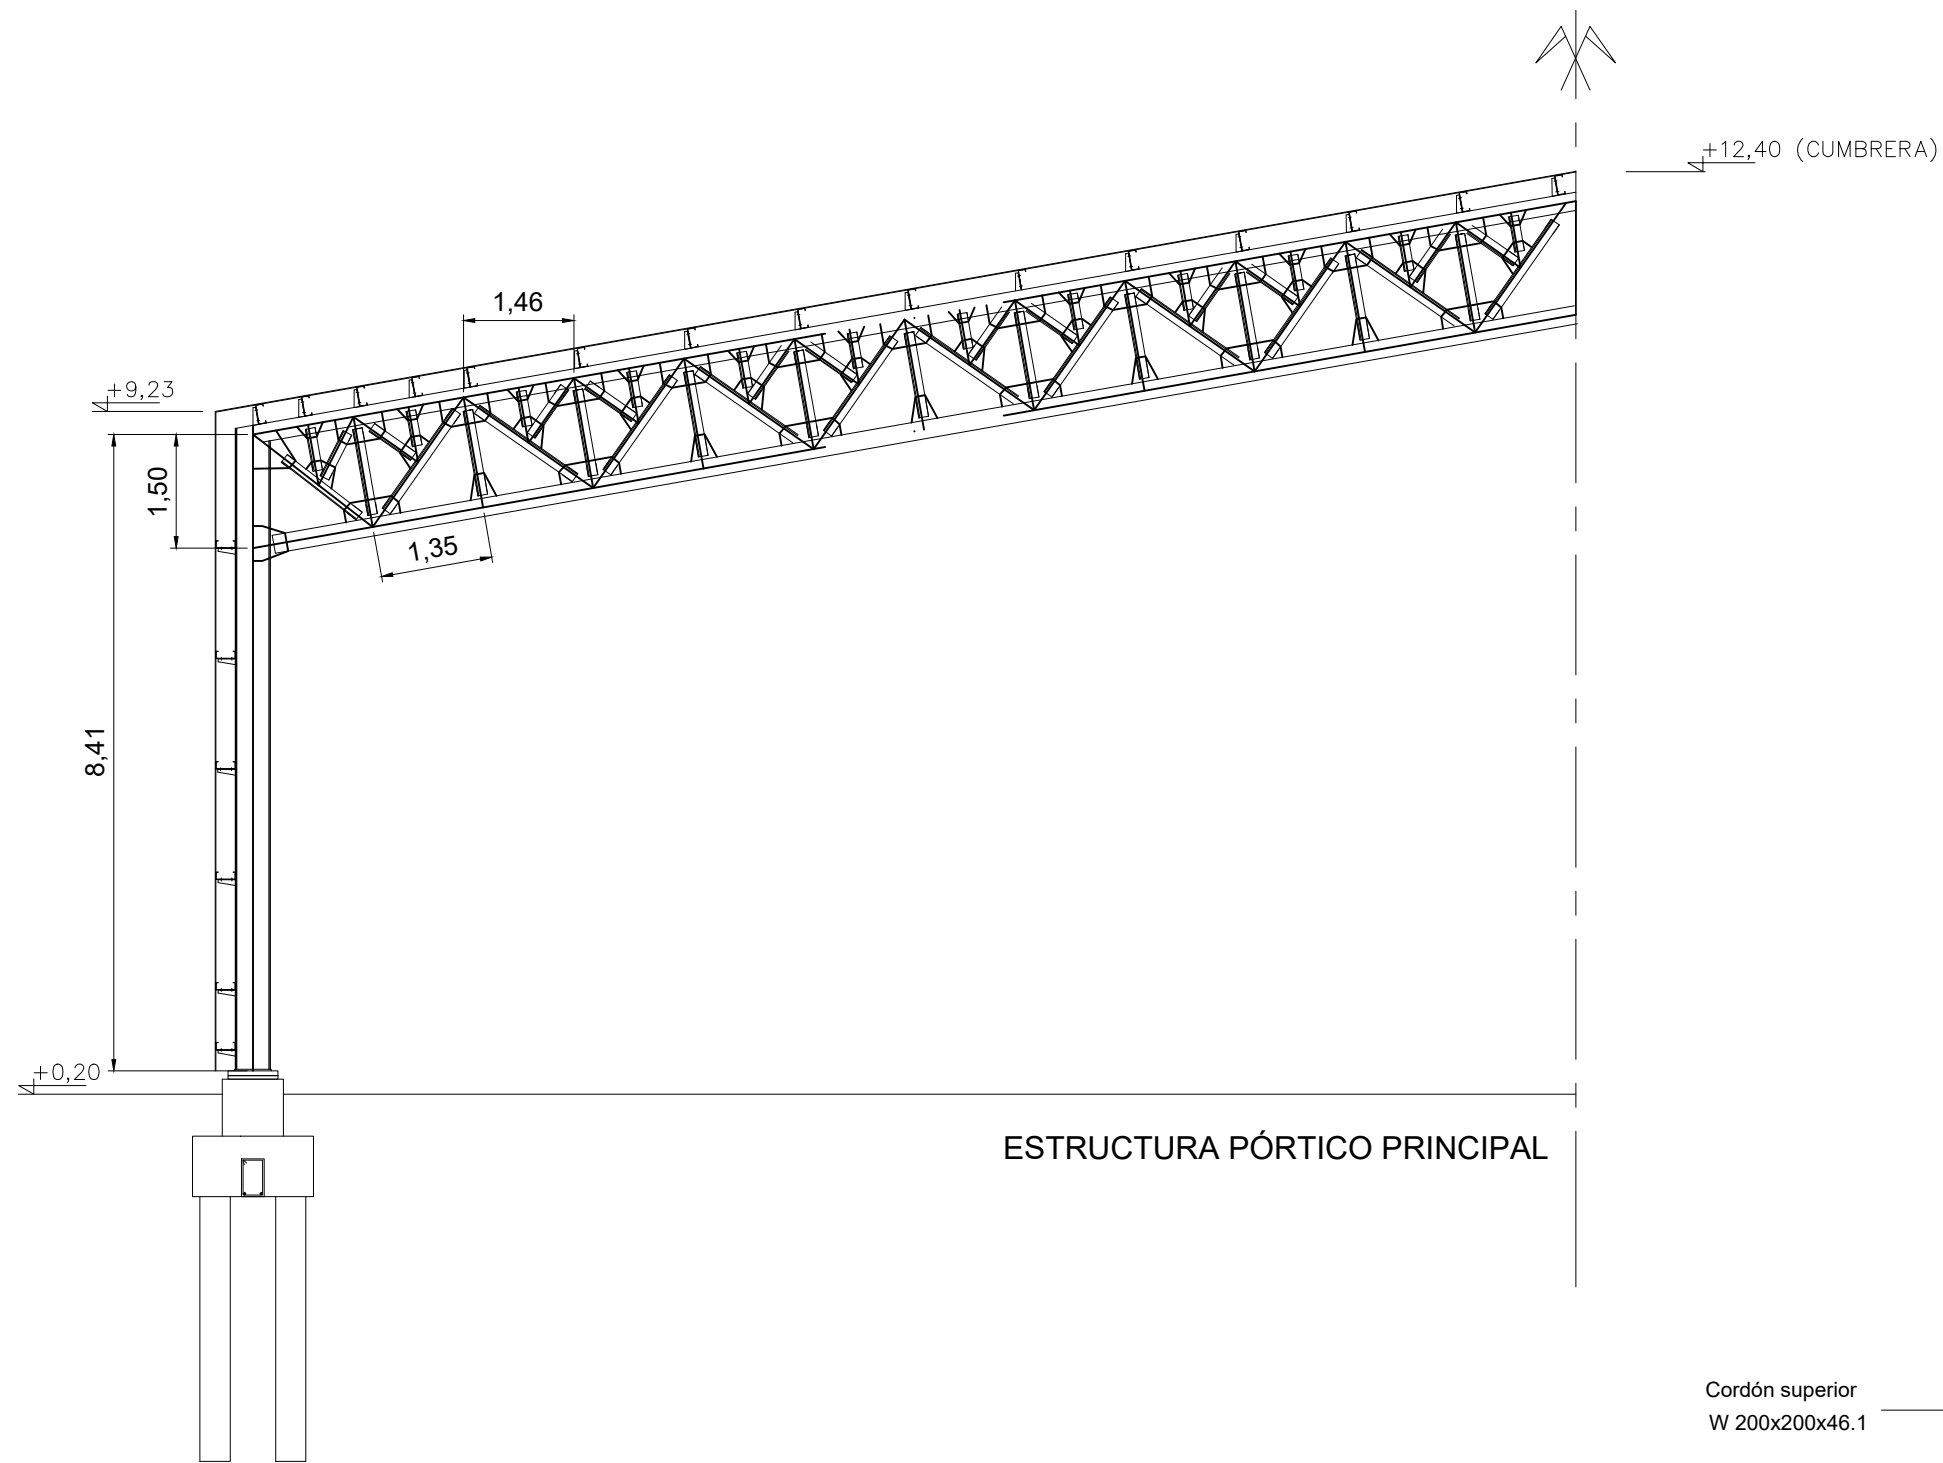 +12,40 (CUMBRERA)
1,46
+9,23
1,50
1,35
8,41
+0,20
ESTRUCTURA PÓRTICO PRINCIPAL
Cordón superior
W 200x200x46.1